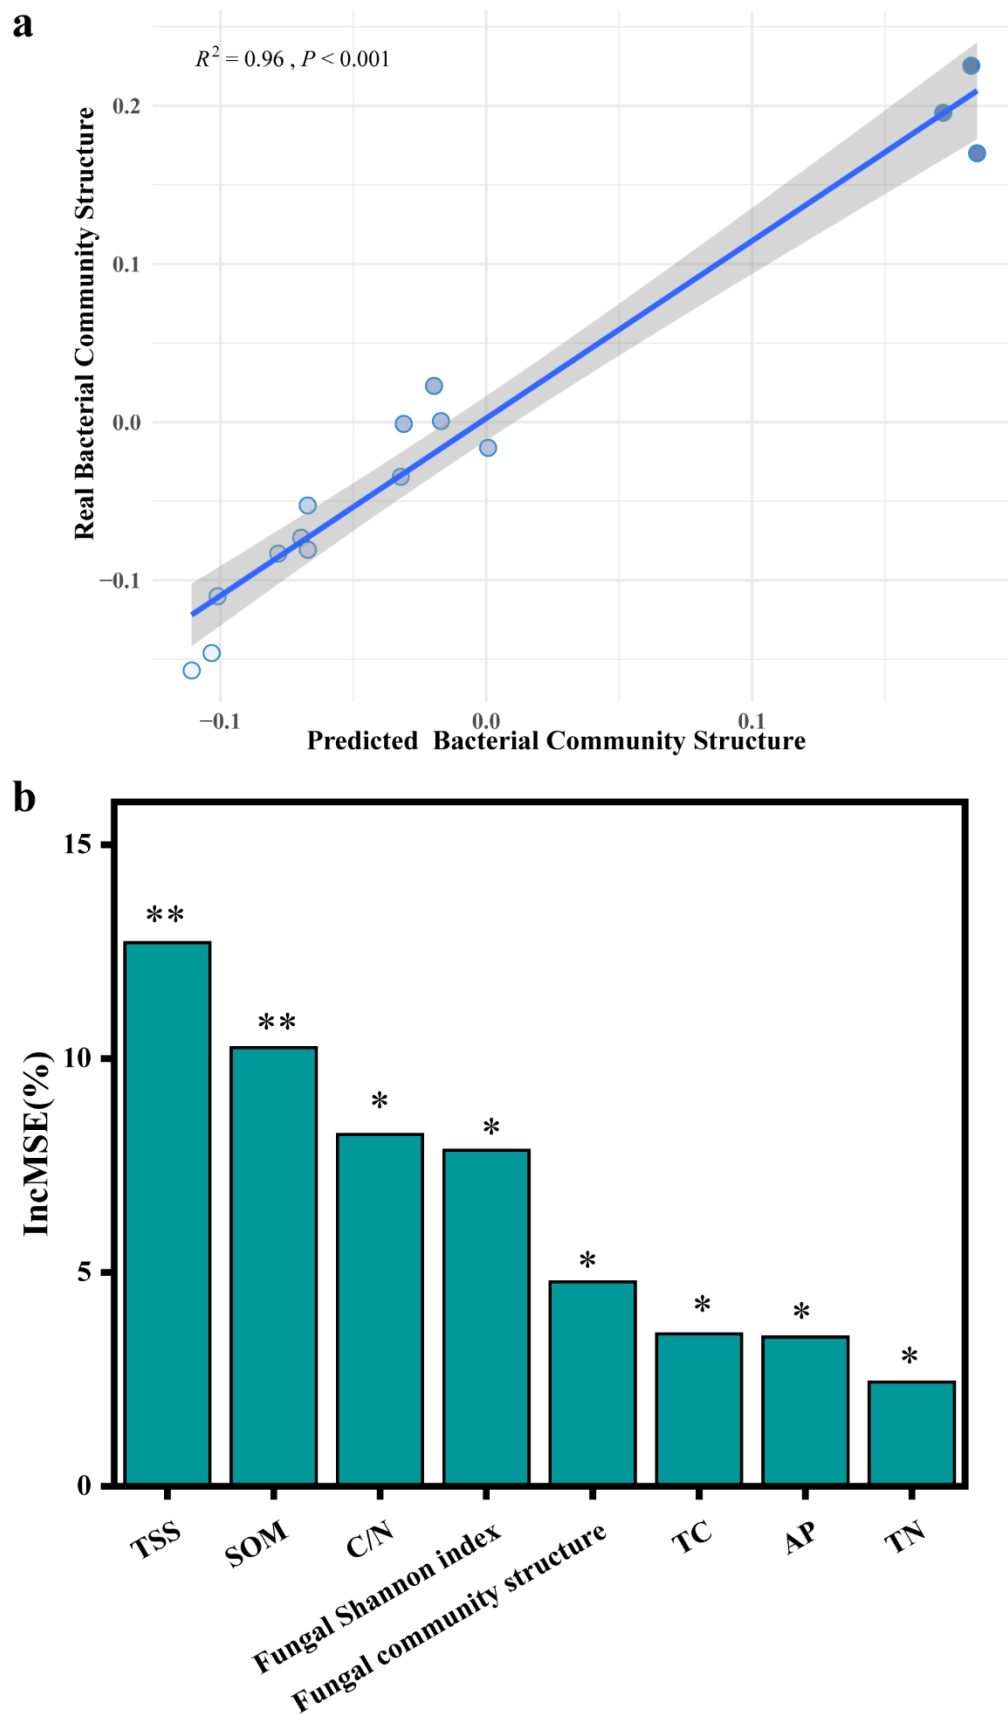 a
R² = 0.96 , P < 0.001
Real Bacterial Community Structure
0.2
0.1
0.0
−0.1
−0.1
0.0
0.1
Predicted Bacterial Community Structure
b
IncMSE(%)
15
10
5
0
**
**
*
*
*
*
*
*
TSS
SOM
C/N
Fungal Shannon index
Fungal community structure
TC
AP
TN